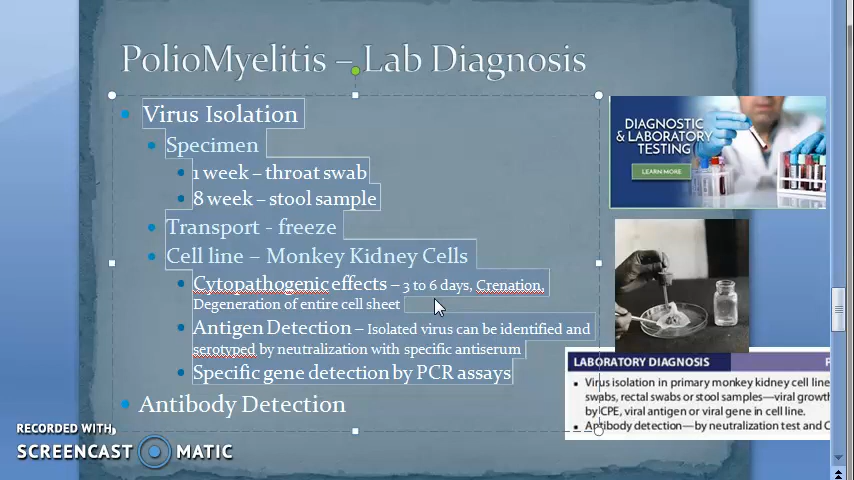 PolioMyelitis – Lab Diagnosis
Virus Isolation
Specimen
1 week – throat swab
8 week – stool sample
Transport - freeze
Cell line – Monkey Kidney Cells
Cytopathogenic effects – 3 to 6 days, Crenation,
Degeneration of entire cell sheet
Antigen Detection – Isolated virus can be identified and
serotyped by neutralization with specific antiserum
Specific gene detection by PCR assays
Antibody Detection
DIAGNOSTIC
& LABORATORY
TESTING
LEARN MORE
LABORATORY DIAGNOSIS
Virus isolation in primary monkey kidney cell line
swabs, rectal swabs or stool samples—viral growth
by CPE, viral antigen or viral gene in cell line.
Antibody detection—by neutralization test and C
RECORDED WITH
SCREENCAST MATIC